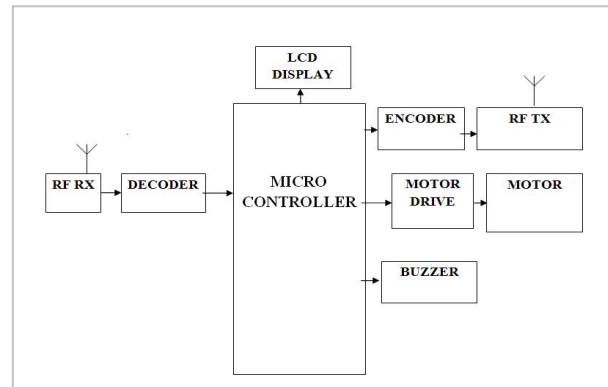 LCD
DISPLAY
ENCODER
RF TX
RF RX
DECODER
MICRO
CONTROLLER
MOTOR
DRIVE
MOTOR
BUZZER